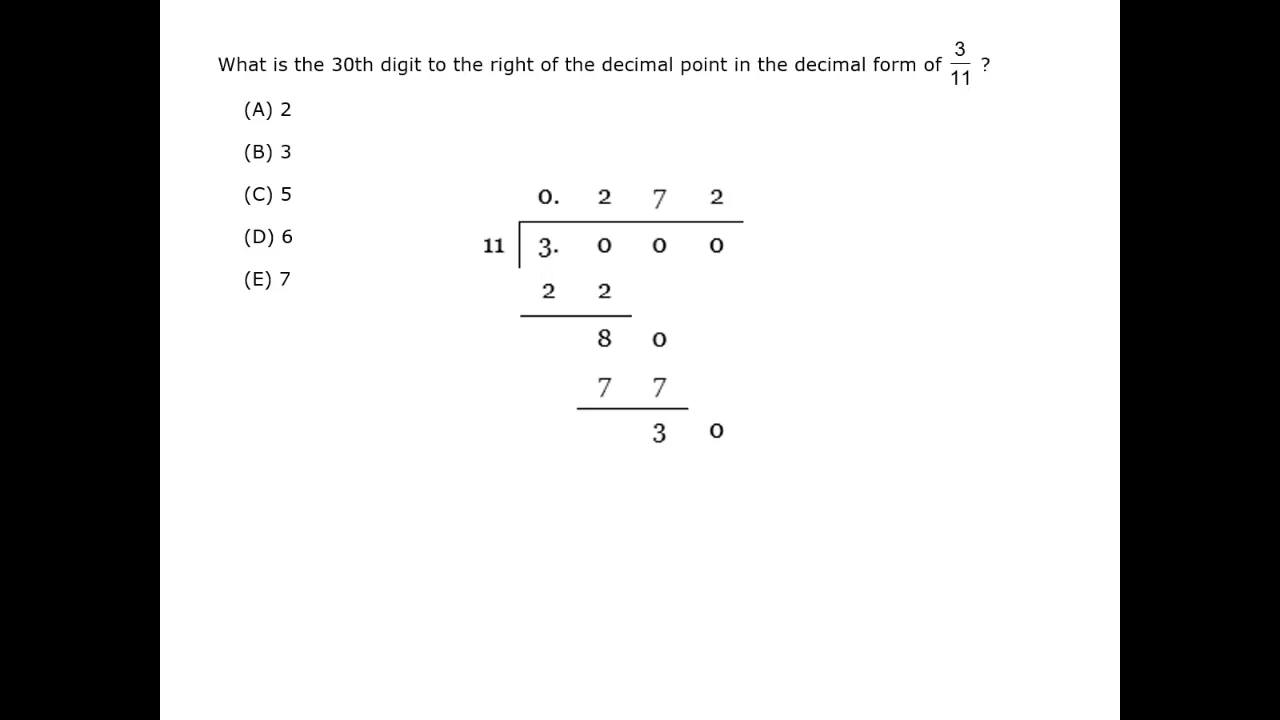 What is the 30th digit to the right of the decimal point in the decimal form of 3/11 ?
(A) 2
(B) 3
(C) 5
(D) 6
(E) 7
0. 2 7 2
11 3. 0 0 0
2 2
8 0
7 7
3 0